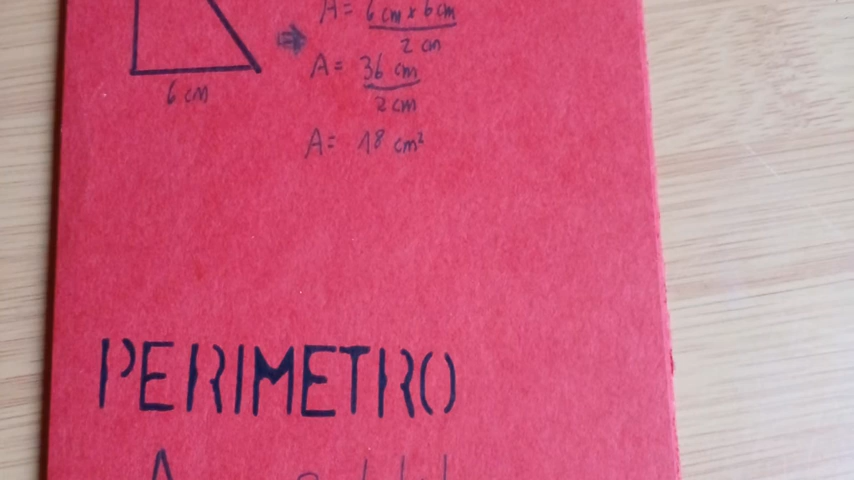 A = 6 cm x 6 cm
2 cm
6 cm
A = 36 cm
2 cm
A = 18 cm²
PERIMETRO